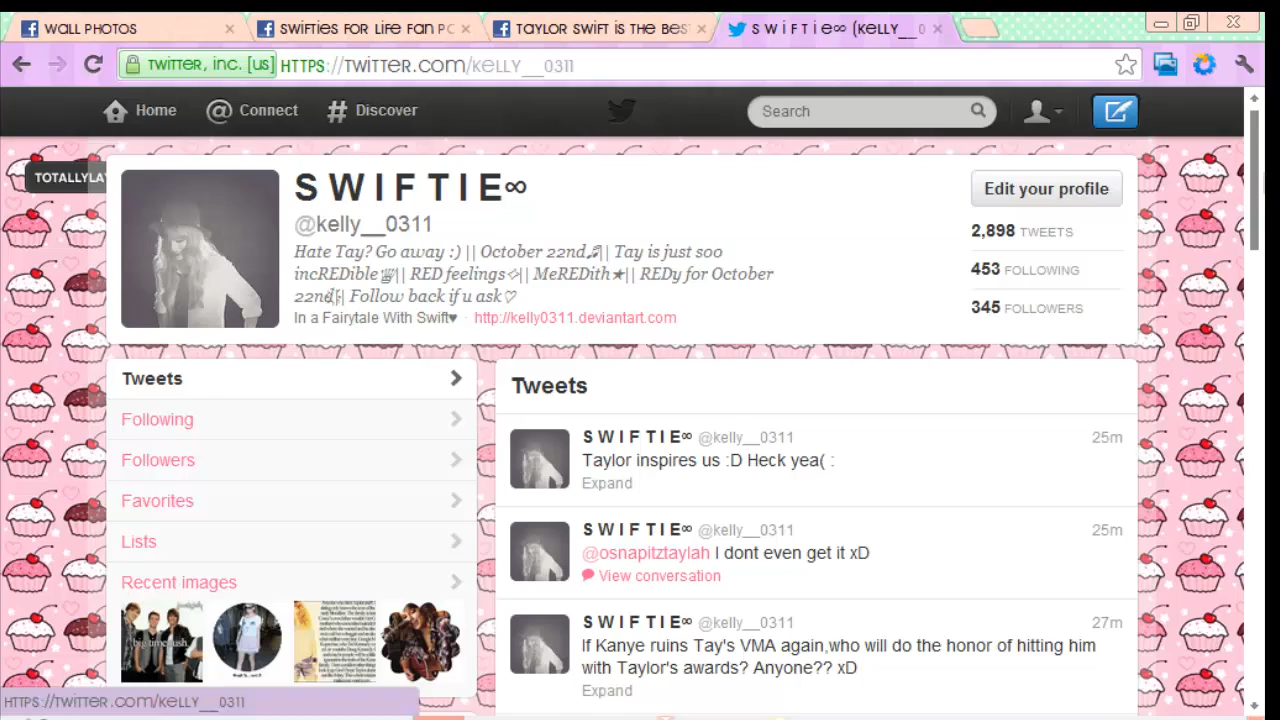 WALL PHOTOS
SWIFTIES FOR LIFE FAN PC
TAYLOR SWIFT IS THE BES
S W I F T I E∞ (KELLY__0
TWITTER, INC. [US]
HTTPS://TWITTER.COM/KELLY__0311
Home
@ Connect
# Discover
Search
TOTALLYLA
S W I F T I E∞
@kelly__0311
Hate Tay? Go away :) || October 22nd♫|| Tay is just soo
incREDible♛|| RED feelings✧|| MeREDith★|| REDy for October
22nd|| Follow back if u ask♡
In a Fairytale With Swift♥ · http://kelly0311.deviantart.com
Edit your profile
2,898 TWEETS
453 FOLLOWING
345 FOLLOWERS
Tweets
Following
Followers
Favorites
Lists
Recent images
big time rush
Tweets
S W I F T I E∞ @kelly__0311 25m
Taylor inspires us :D Heck yea( :
Expand
S W I F T I E∞ @kelly__0311 25m
@osnapitztaylah I dont even get it xD
View conversation
S W I F T I E∞ @kelly__0311 27m
If Kanye ruins Tay's VMA again,who will do the honor of hitting him
with Taylor's awards? Anyone?? xD
Expand
HTTPS://TWITTER.COM/KELLY__0311